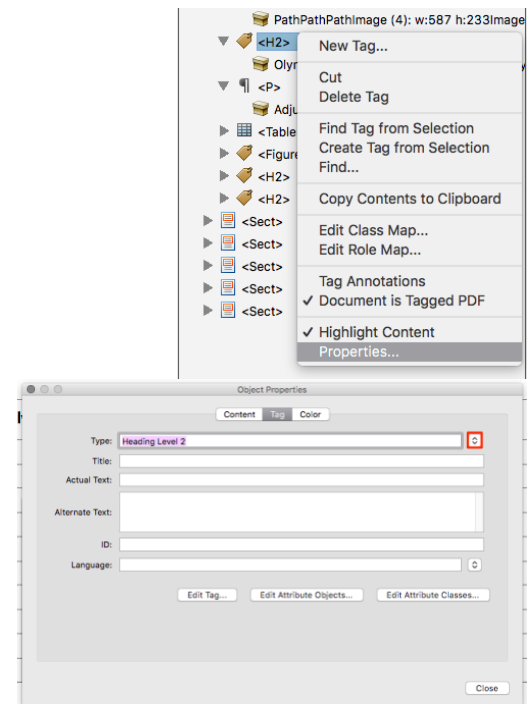 PathPathPathImage (4): w:587 h:233Image
<H2>
Olyn
<P>
Adju
<Table
<Figure
<H2>
<H2>
<Sect>
<Sect>
<Sect>
<Sect>
<Sect>
New Tag...
Cut
Delete Tag
Find Tag from Selection
Create Tag from Selection
Find...
Copy Contents to Clipboard
Edit Class Map...
Edit Role Map...
Tag Annotations
✓ Document is Tagged PDF
✓ Highlight Content
Properties...
Object Properties
Content Tag Color
Type: Heading Level 2
Title:
Actual Text:
Alternate Text:
ID:
Language:
Edit Tag... Edit Attribute Objects... Edit Attribute Classes...
Close